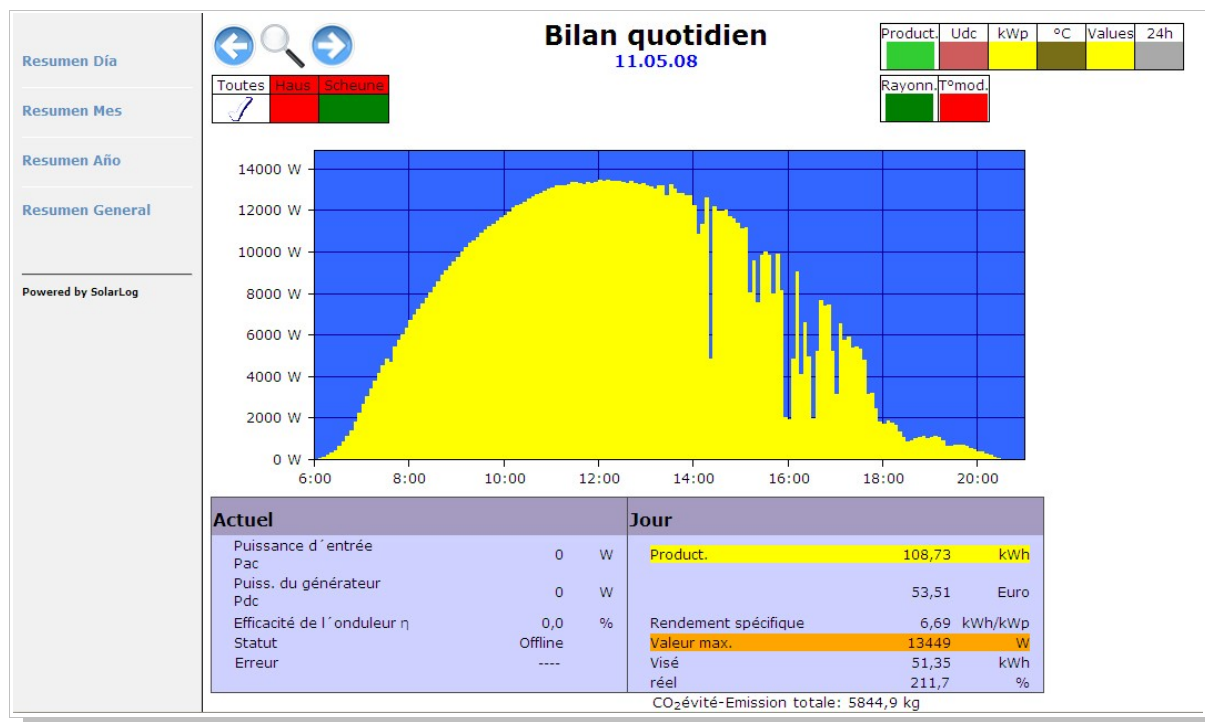 Resumen Día
Resumen Mes
Resumen Año
Resumen General
Powered by SolarLog
Bilan quotidien
11.05.08
Toutes Haus Scheune
Product. Udc kWp °C Values 24h
Rayonn. T°mod.
14000 W
12000 W
10000 W
8000 W
6000 W
4000 W
2000 W
0 W
6:00 8:00 10:00 12:00 14:00 16:00 18:00 20:00
Actuel
Puissance d´entrée
Pac 0 W
Puiss. du générateur
Pdc 0 W
Efficacité de l´onduleur η 0,0 %
Statut Offline
Erreur ----
Jour
Product. 108,73 kWh
53,51 Euro
Rendement spécifique 6,69 kWh/kWp
Valeur max. 13449 W
Visé 51,35 kWh
réel 211,7 %
CO₂évité-Emission totale: 5844,9 kg